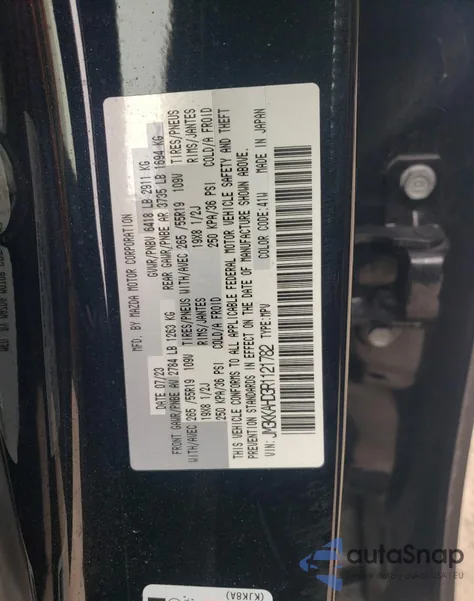 MFD. BY MAZDA MOTOR CORPORATION
DATE 07/23 GVWR/PNBV 6418 LB 2911 KG
FRONT GAWR/PNBE AV 2784 LB 1263 KG REAR GAWR/PNBE AR 3735 LB 1694 KG
WITH/AVEC 265 /55R19 109V TIRES/PNEUS WITH/AVEC 265 /55R19 109V TIRES/PNEUS
19X8 1/2J RIMS/JANTES 19X8 1/2J RIMS/JANTES
250 KPA/36 PSI COLD/A FROID 250 KPA/36 PSI COLD/A FROID
THIS VEHICLE CONFORMS TO ALL APPLICABLE FEDERAL MOTOR VEHICLE SAFETY AND THEFT
PREVENTION STANDARDS IN EFFECT ON THE DATE OF MANUFACTURE SHOWN ABOVE.
VIN: JM3KKAHD3R1121782 TYPE:MPV COLOR CODE:41W MADE IN JAPAN
(KJK8A)
autoSnap